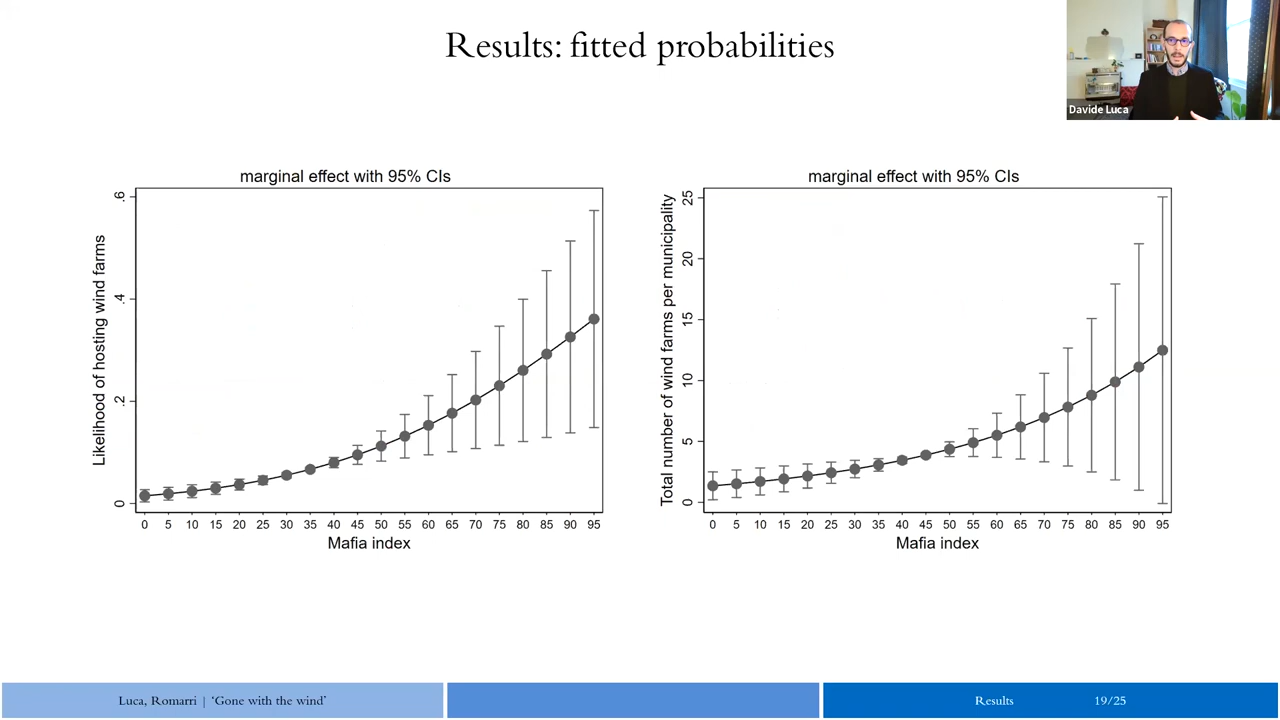 Results: fitted probabilities
Davide Luca
marginal effect with 95% CIs
Likelihood of hosting wind farms
.6
.4
.2
0
0 5 10 15 20 25 30 35 40 45 50 55 60 65 70 75 80 85 90 95
Mafia index
marginal effect with 95% CIs
Total number of wind farms per municipality
25
20
15
10
5
0
0 5 10 15 20 25 30 35 40 45 50 55 60 65 70 75 80 85 90 95
Mafia index
Luca, Romarri | ‘Gone with the wind’
Results 19/25